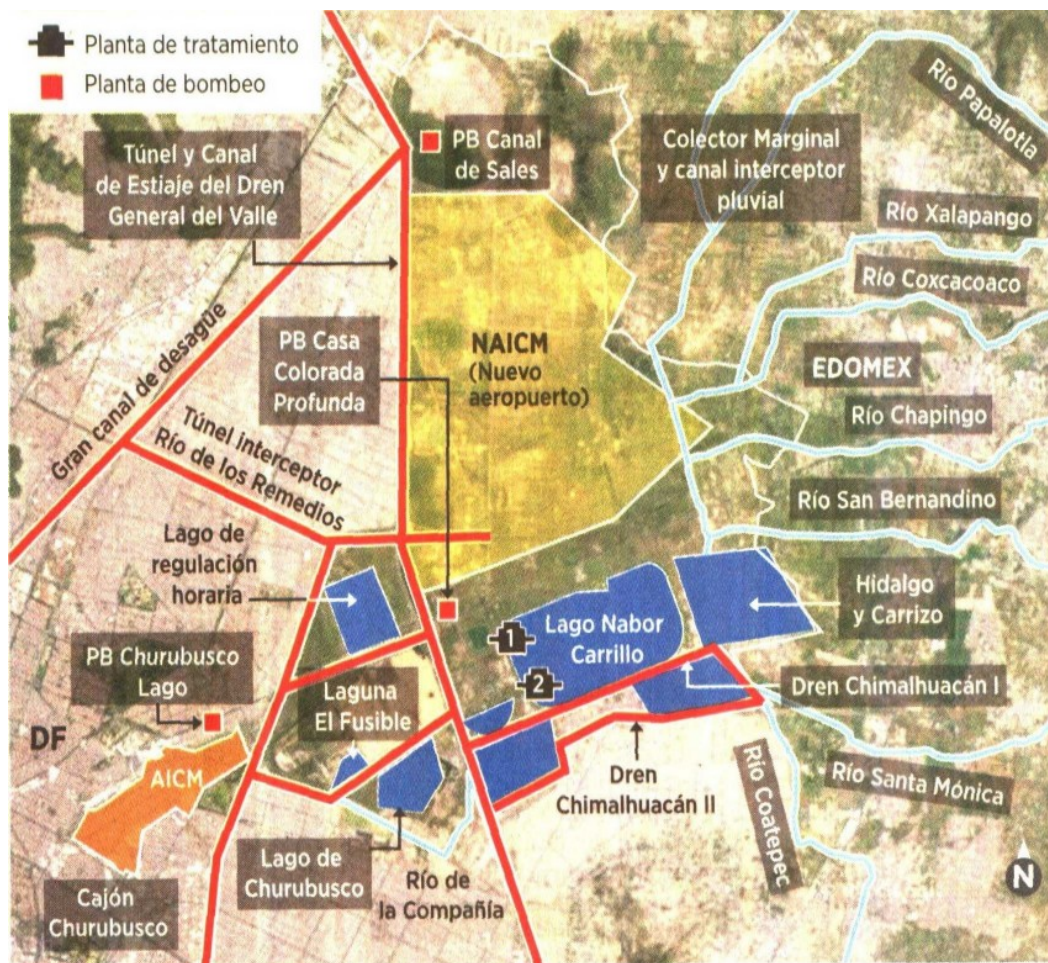 Planta de tratamiento
Planta de bombeo
Túnel y Canal
de Estiaje del Dren
General del Valle
PB Canal
de Sales
Colector Marginal
y canal interceptor
pluvial
Río Papalotla
Río Xalapango
Río Coxcacoaco
EDOMEX
Río Chapingo
Río San Bernandino
Gran canal de desagüe
PB Casa
Colorada
Profunda
NAICM
(Nuevo
aeropuerto)
Túnel interceptor
Río de los Remedios
Lago de
regulación
horaria
1
Lago Nabor
Carrillo
2
Hidalgo
y Carrizo
PB Churubusco
Lago
Laguna
El Fusible
Dren Chimalhuacán I
DF
AICM
Dren
Chimalhuacán II
Río Santa Mónica
Río Coatepec
Cajón
Churubusco
Lago de
Churubusco
Río de
la Compañía
N